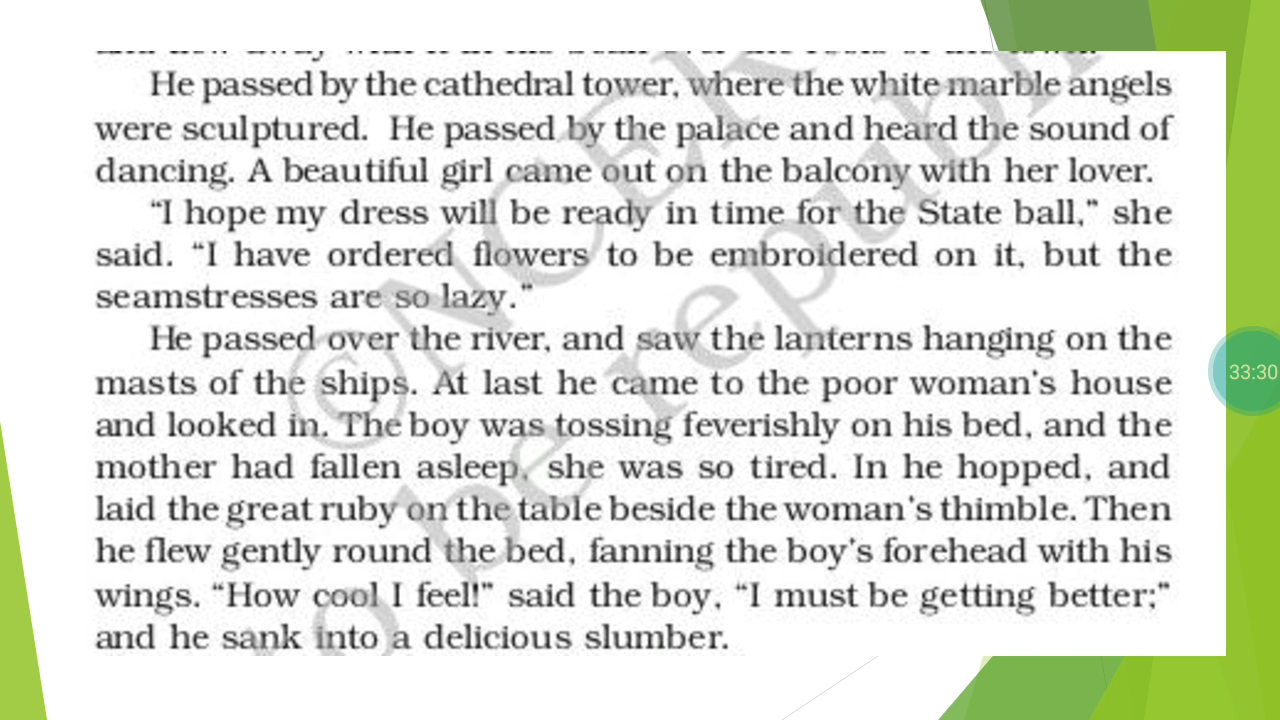 He passed by the cathedral tower, where the white marble angels
were sculptured. He passed by the palace and heard the sound of
dancing. A beautiful girl came out on the balcony with her lover.
“I hope my dress will be ready in time for the State ball,” she
said. “I have ordered flowers to be embroidered on it, but the
seamstresses are so lazy.”
He passed over the river, and saw the lanterns hanging on the
masts of the ships. At last he came to the poor woman’s house
and looked in. The boy was tossing feverishly on his bed, and the
mother had fallen asleep, she was so tired. In he hopped, and
laid the great ruby on the table beside the woman’s thimble. Then
he flew gently round the bed, fanning the boy’s forehead with his
wings. “How cool I feel!” said the boy, “I must be getting better;”
and he sank into a delicious slumber.
©NCER
to be republ
33:30